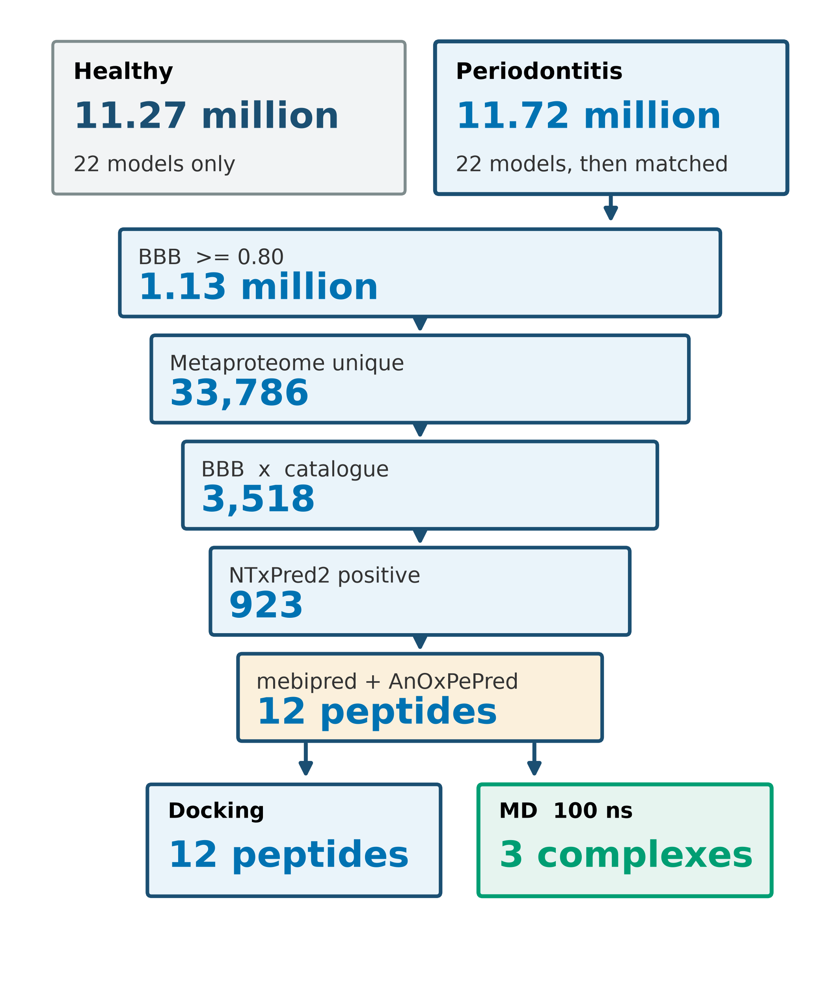 Healthy
11.27 million
22 models only
Periodontitis
11.72 million
22 models, then matched
BBB >= 0.80
1.13 million
Metaproteome unique
33,786
BBB x catalogue
3,518
NTxPred2 positive
923
mebipred + AnOxPePred
12 peptides
Docking
12 peptides
MD 100 ns
3 complexes